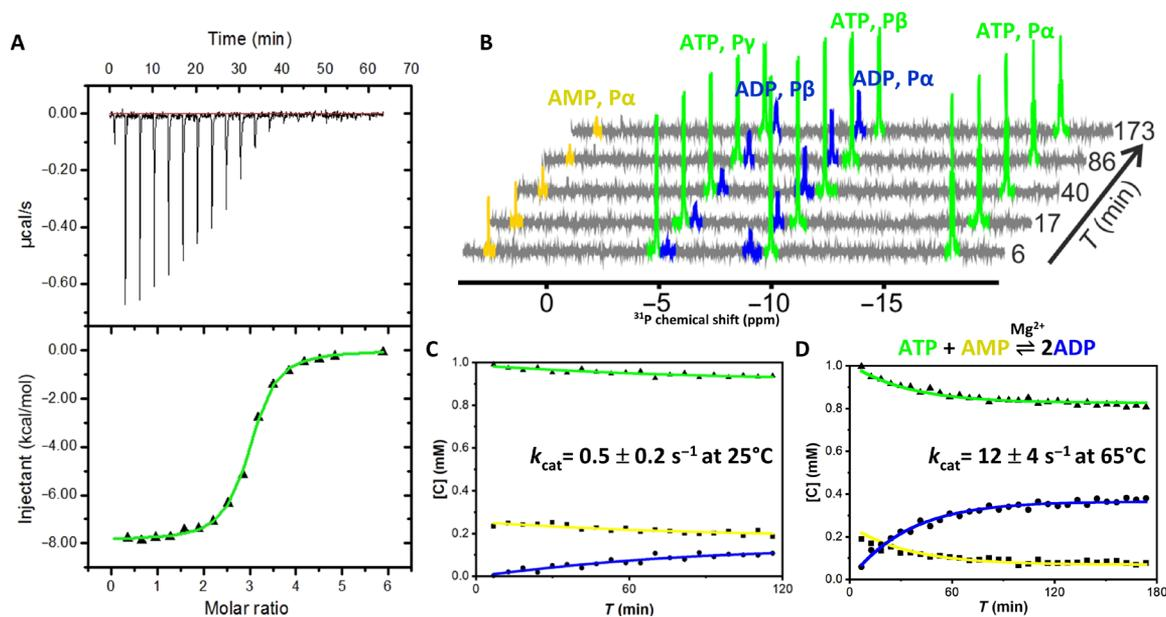 A
Time (min)
0 10 20 30 40 50 60 70
0.00
−0.20
−0.40
−0.60
µcal/s
0.00
−2.00
−4.00
−6.00
−8.00
Injectant (kcal/mol)
0 1 2 3 4 5 6
Molar ratio
B
ATP, Pγ
ATP, Pβ
ATP, Pα
AMP, Pα
ADP, Pβ
ADP, Pα
173
86
40
17
6
T (min)
0 −5 −10 −15
³¹P chemical shift (ppm)
C
1.0
0.8
0.6
0.4
0.2
0.0
[C] (mM)
kcat = 0.5 ± 0.2 s⁻¹ at 25°C
0 60 120
T (min)
D
Mg²⁺
ATP + AMP ⇌ 2ADP
1.0
0.8
0.6
0.4
0.2
0.0
[C] (mM)
kcat = 12 ± 4 s⁻¹ at 65°C
0 60 120 180
T (min)